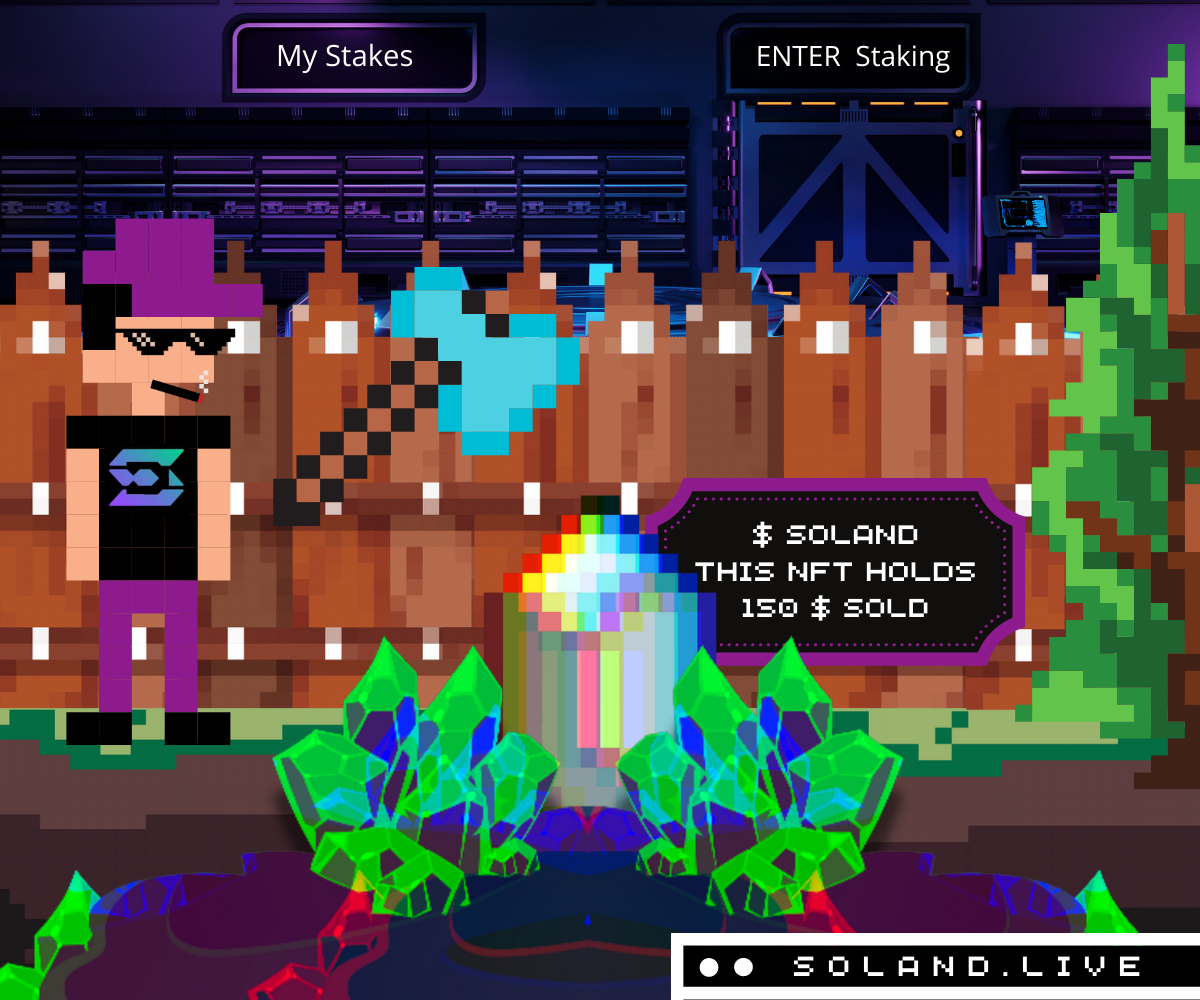 My Stakes
ENTER Staking
$ SOLAND
THIS NFT HOLDS
150 $ SOLD
SOLAND.LIVE